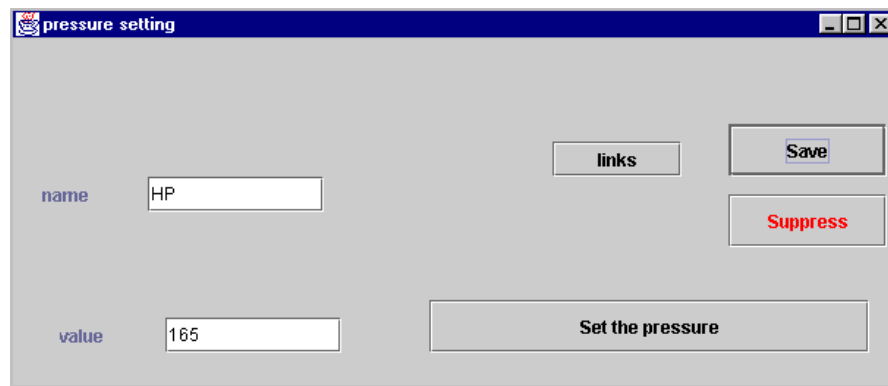 pressure setting
links
Save
name
HP
Suppress
value
165
Set the pressure